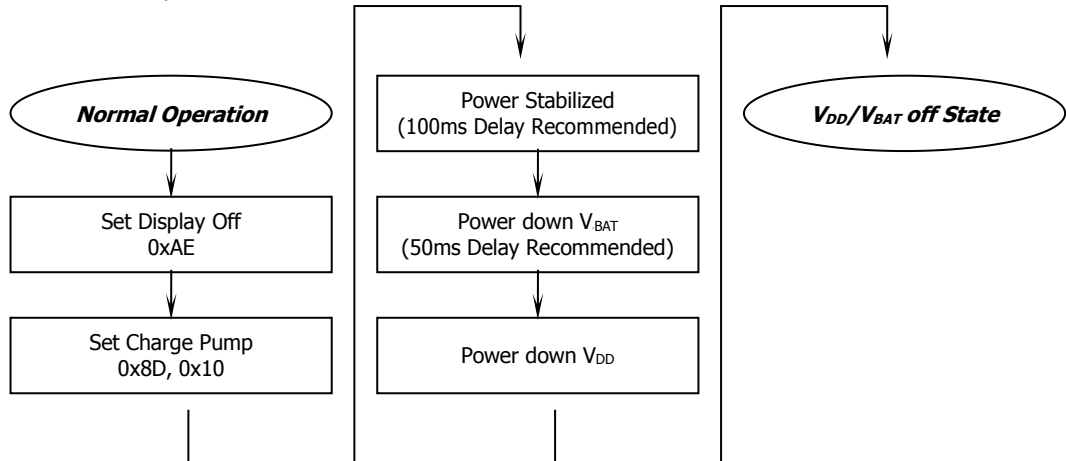 Normal Operation
Set Display Off
0xAE
Set Charge Pump
0x8D, 0x10
Power Stabilized
(100ms Delay Recommended)
Power down VBAT
(50ms Delay Recommended)
Power down VDD
VDD/VBAT off State